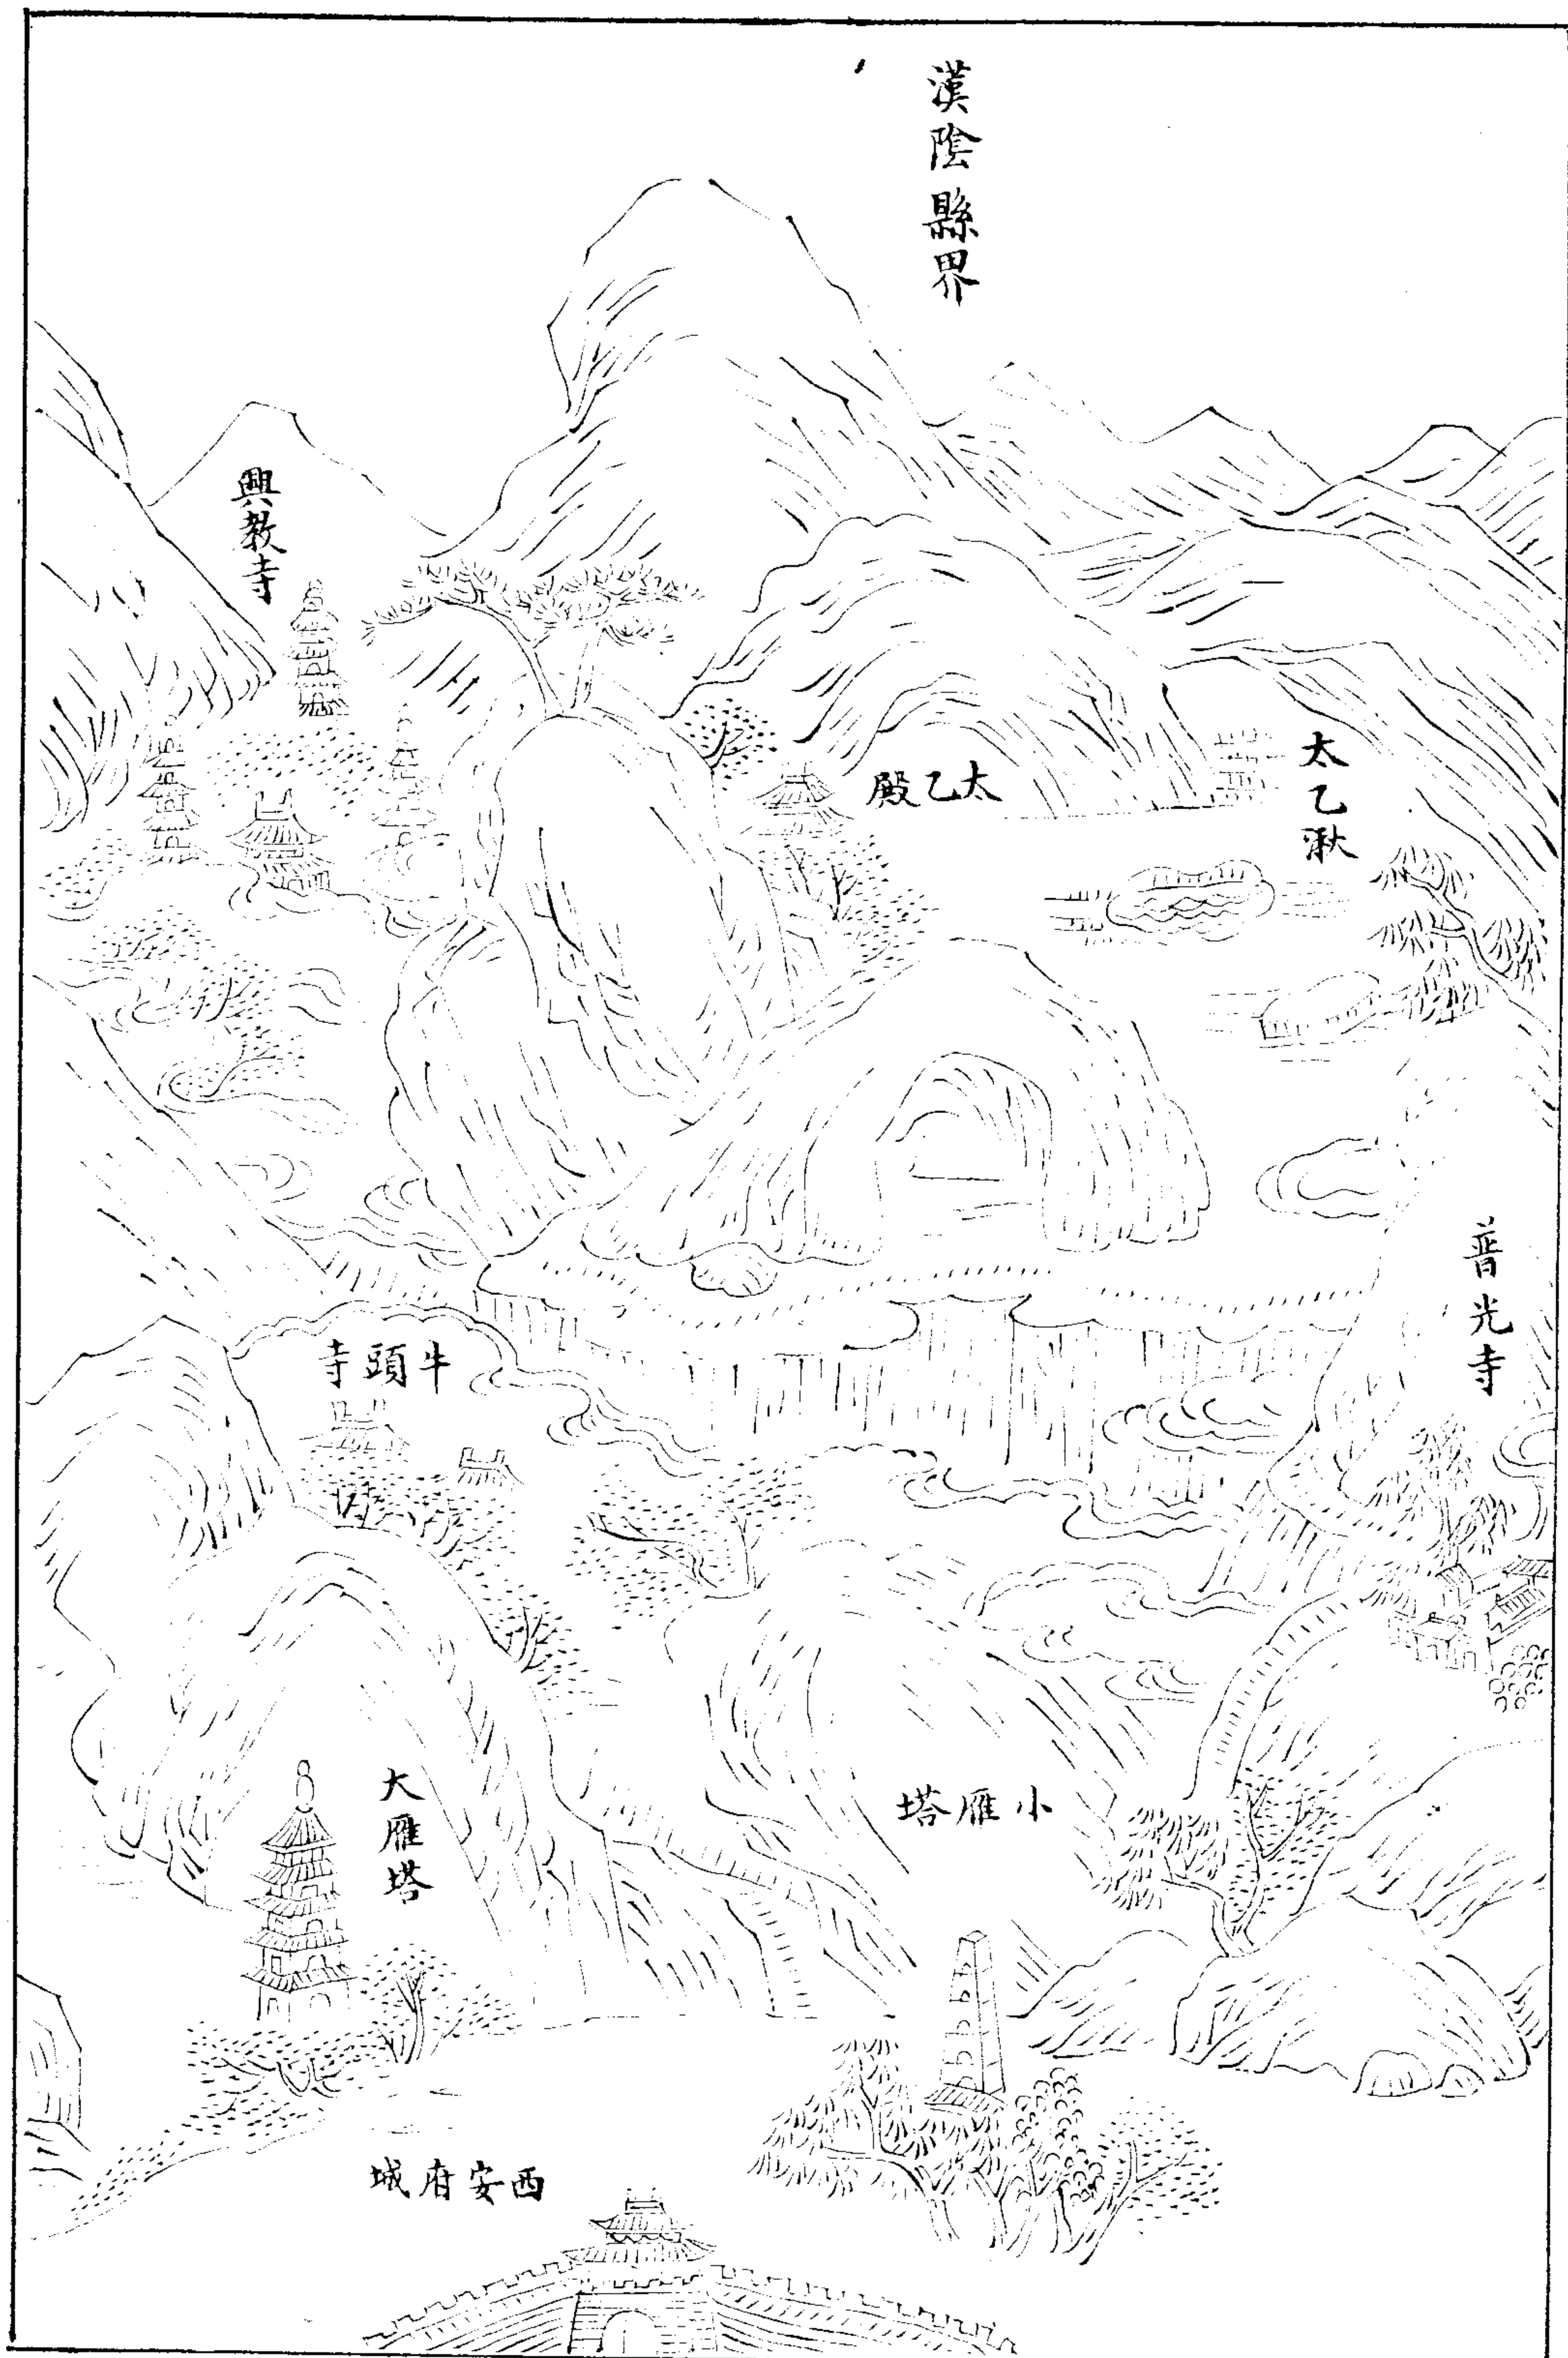 漢陰縣界
興教寺
太乙殿
太乙湫
普光寺
牛頭寺
大雁塔
小雁塔
西安府城